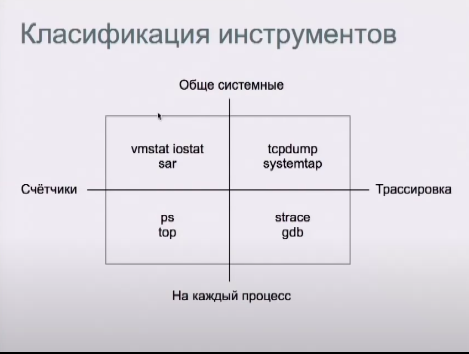 Класификация инструментов
Обще системные
vmstat iostat
sar
tcpdump
systemtap
Счётчики
Трассировка
ps
top
strace
gdb
На каждый процесс